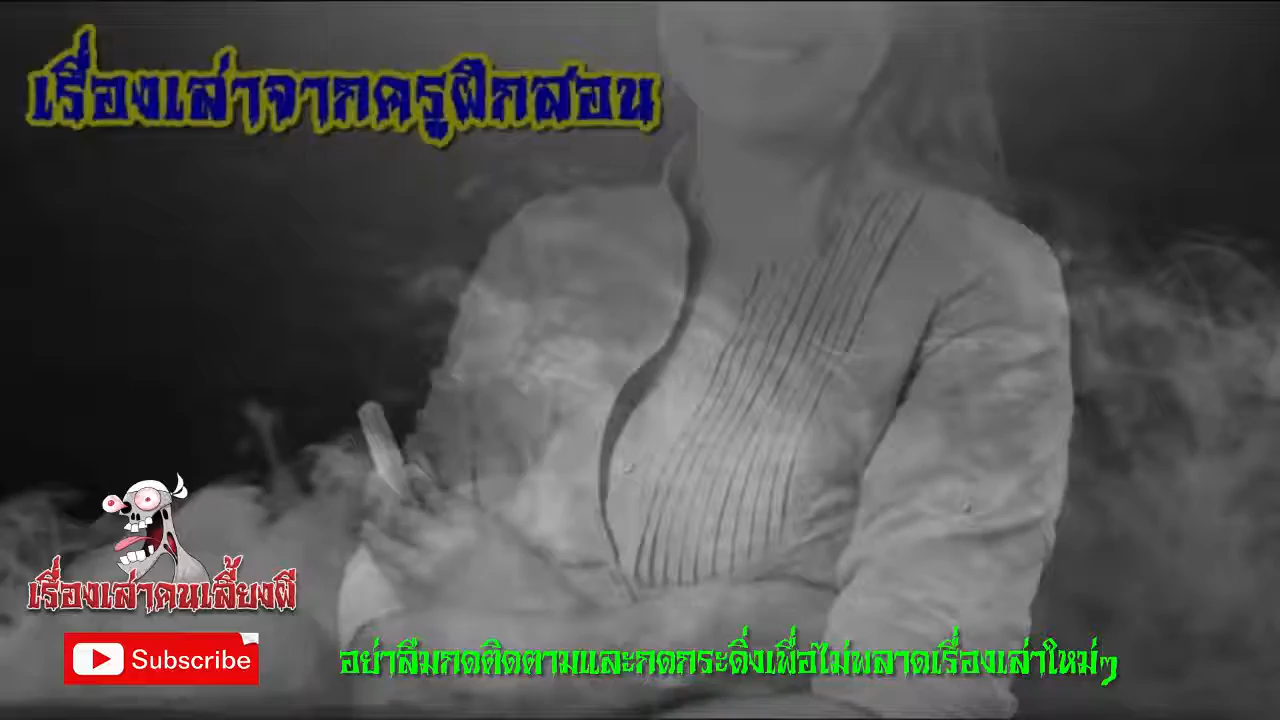 เรื่องเล่าจากครูฝึกสอน
เรื่องเล่าคนเลี้ยงผี
Subscribe
อย่าลืมกดติดตามและกดกระดิ่งเพื่อไม่พลาดเรื่องเล่าใหม่ๆ